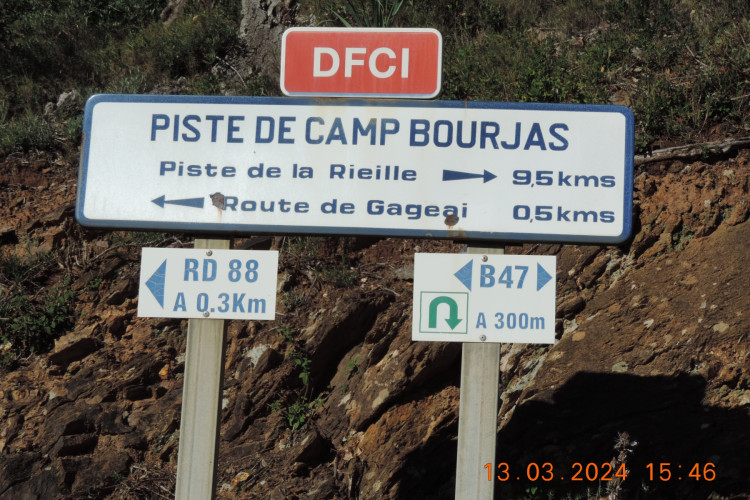 DFCI
PISTE DE CAMP BOURJAS
Piste de la Rieille 9,5 kms
Route de Gageai 0,5 kms
RD 88
A 0.3Km
B47
A 300m
13.03.2024 15:46